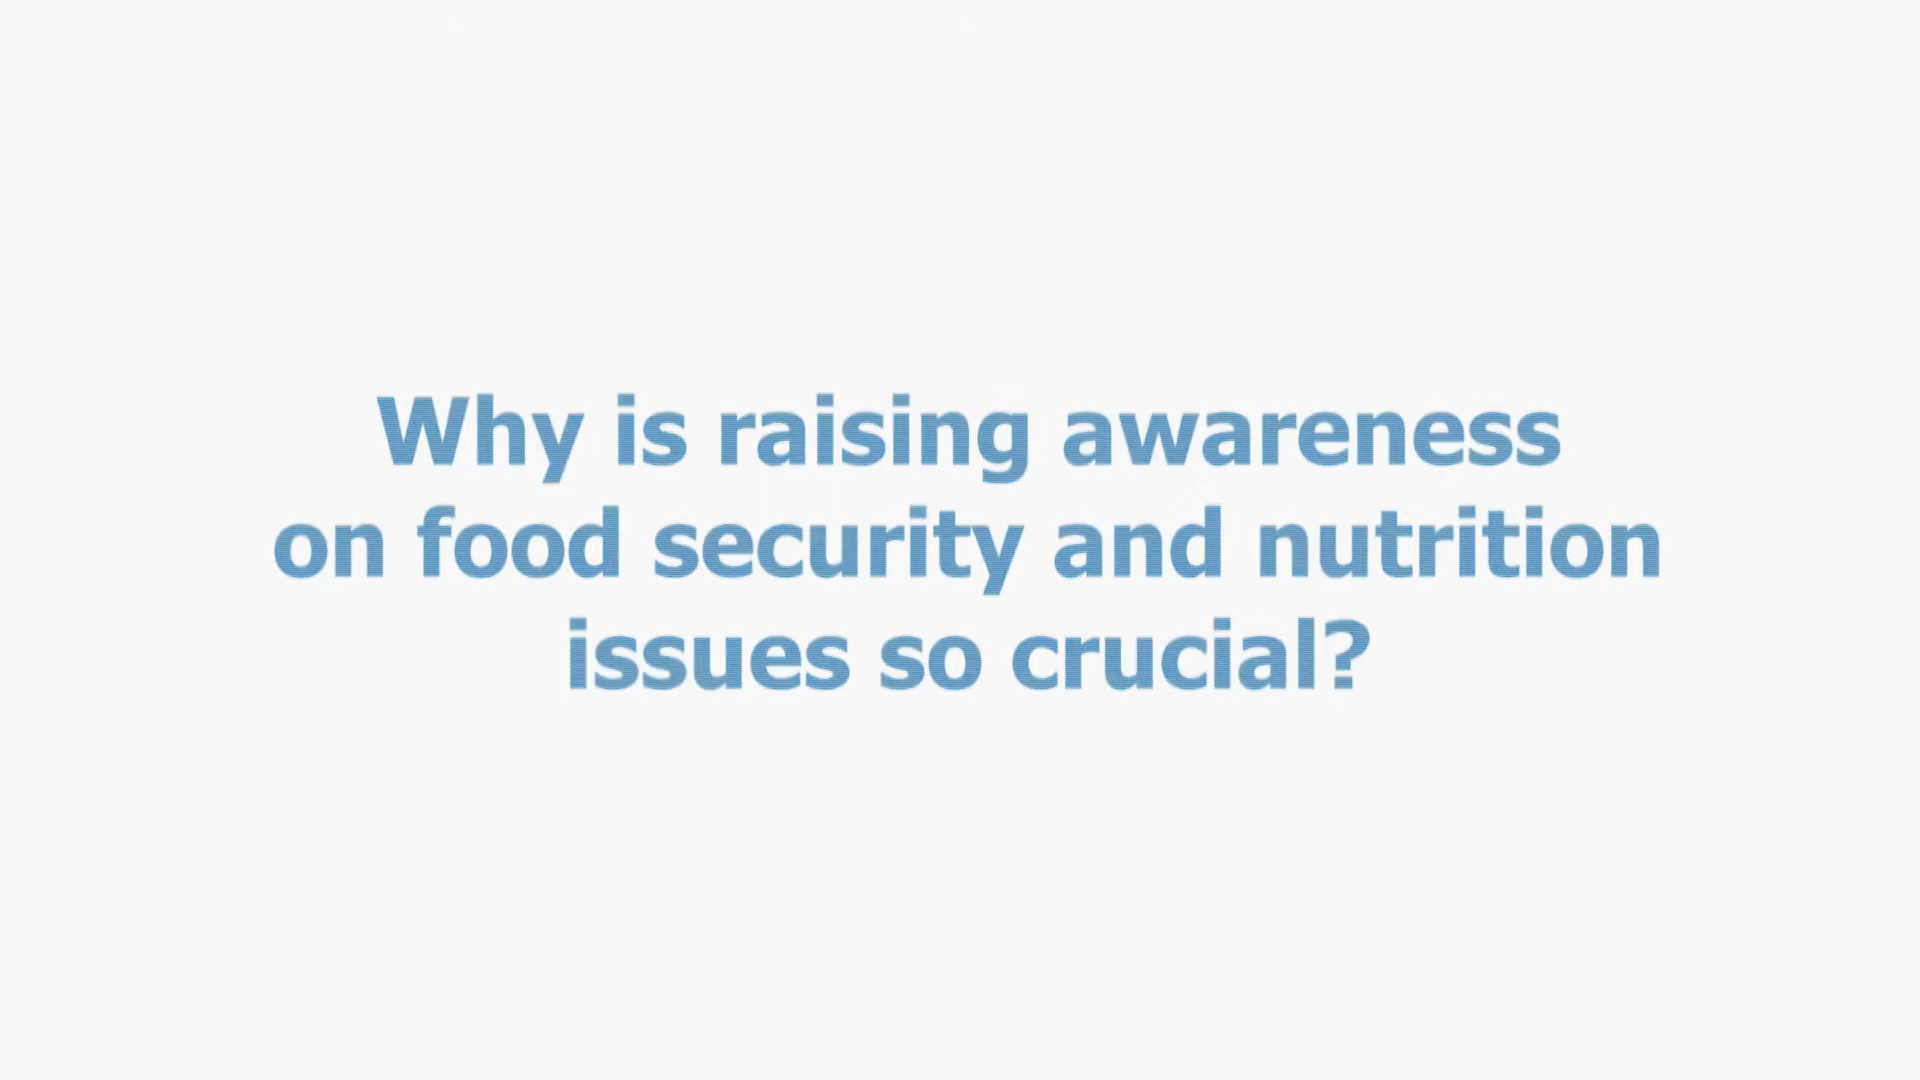 Why is raising awareness
on food security and nutrition
issues so crucial?